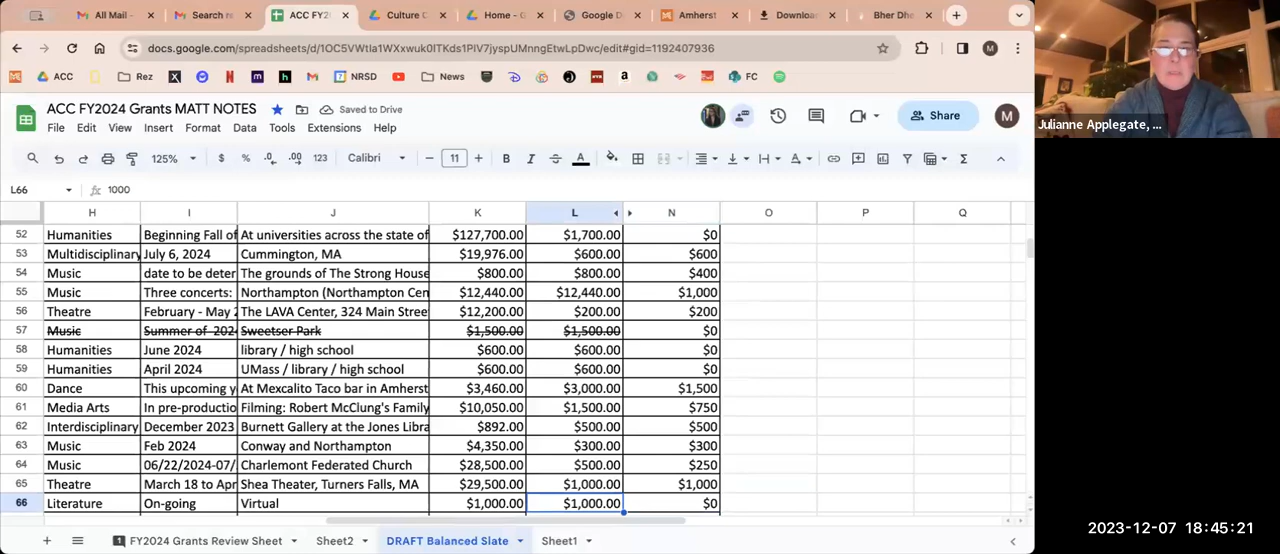 All Mail - Search re ACC FY2 Culture C Home - G Google D Amherst Downloa Bher Dhe
docs.google.com/spreadsheets/d/1OC5VWtla1WXxwuk0lTKds1PlV7jyspUMnngEtwLpDwc/edit#gid=1192407936
ACC Rez NRSD News FC
ACC FY2024 Grants MATT NOTES Saved to Drive
File Edit View Insert Format Data Tools Extensions Help
Share M
125% $ % .0 .00 123 Calibri 11 B I A
L66 fx 1000
H I J K L N O P Q
52 Humanities Beginning Fall of At universities across the state of $127,700.00 $1,700.00 $0
53 Multidisciplinary July 6, 2024 Cummington, MA $19,976.00 $600.00 $600
54 Music date to be deter The grounds of The Strong House $800.00 $800.00 $400
55 Music Three concerts: Northampton (Northampton Cen $12,440.00 $12,440.00 $1,000
56 Theatre February - May 2 The LAVA Center, 324 Main Stree $12,200.00 $200.00 $200
57 Music Summer of 202 Sweetser Park $1,500.00 $1,500.00 $0
58 Humanities June 2024 library / high school $600.00 $600.00 $0
59 Humanities April 2024 UMass / library / high school $600.00 $600.00 $0
60 Dance This upcoming y At Mexcalito Taco bar in Amherst $3,460.00 $3,000.00 $1,500
61 Media Arts In pre-productio Filming: Robert McClung's Family $10,050.00 $1,500.00 $750
62 Interdisciplinary December 2023 Burnett Gallery at the Jones Libra $892.00 $500.00 $500
63 Music Feb 2024 Conway and Northampton $4,350.00 $300.00 $300
64 Music 06/22/2024-07/ Charlemont Federated Church $28,500.00 $500.00 $250
65 Theatre March 18 to Apr Shea Theater, Turners Falls, MA $29,500.00 $1,000.00 $1,000
66 Literature On-going Virtual $1,000.00 $1,000.00 $0
1 FY2024 Grants Review Sheet Sheet2 DRAFT Balanced Slate Sheet1
Julianne Applegate, ...
2023-12-07 18:45:21